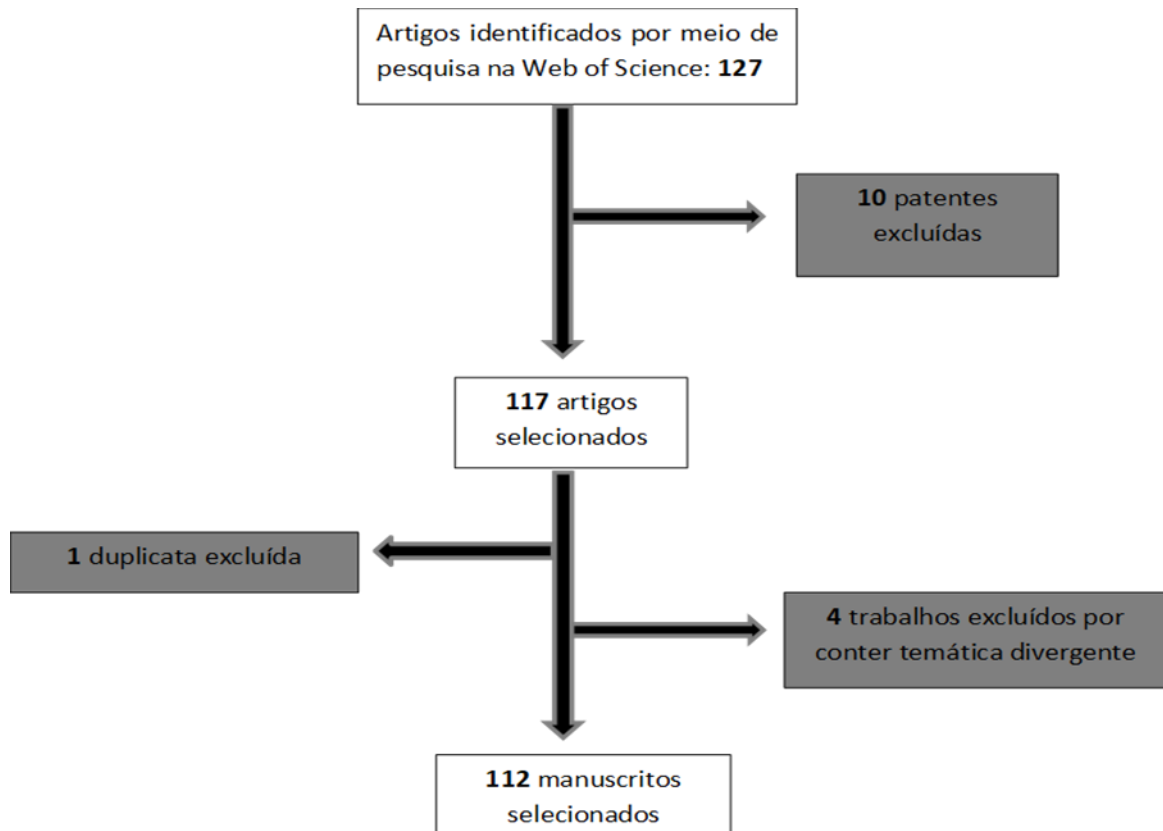 Artigos identificados por meio de
pesquisa na Web of Science: 127
10 patentes
excluídas
117 artigos
selecionados
1 duplicata excluída
4 trabalhos excluídos por
conter temática divergente
112 manuscritos
selecionados